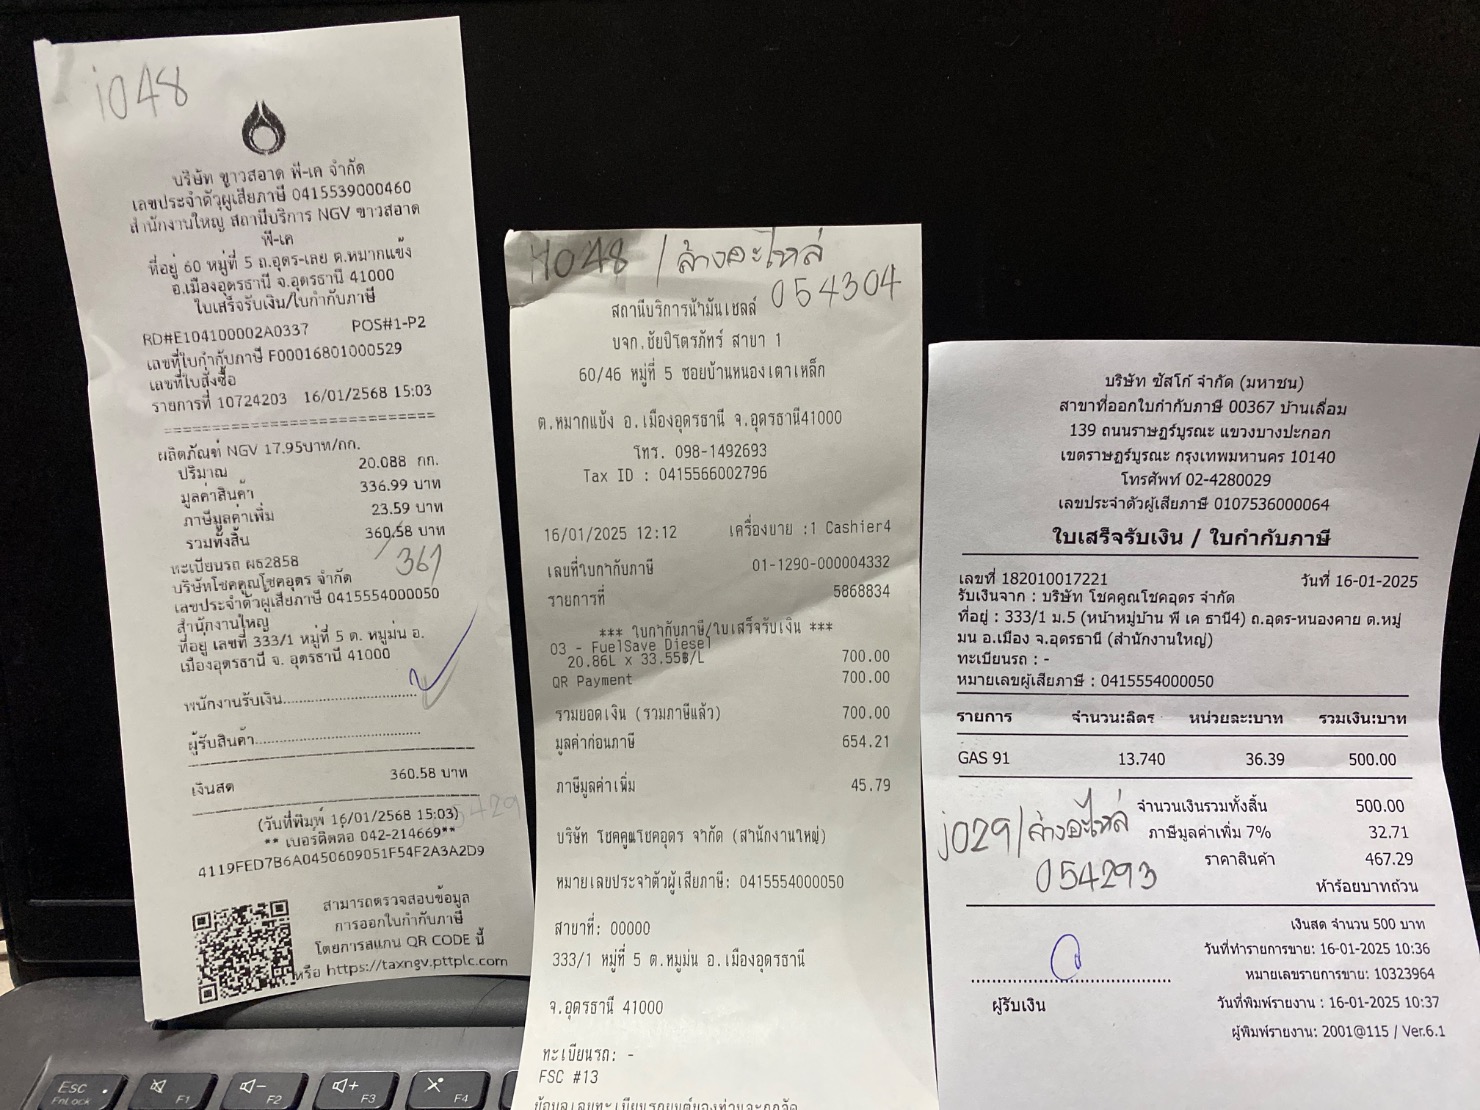 i048
บริษัท ขาวสอาด พี-เค จำกัด
เลขประจำตัวผู้เสียภาษี 0415539000460
สำนักงานใหญ่ สถานีบริการ NGV ขาวสอาด
พี-เค
ที่อยู่ 60 หมู่ที่ 5 ถ.อุดร-เลย ต.หมากแข้ง
อ.เมืองอุดรธานี จ.อุดรธานี 41000
ใบเสร็จรับเงิน/ใบกำกับภาษี
RD#E104100002A0337 POS#1-P2
เลขที่ใบกำกับภาษี F00016801000529
เลขที่ใบสั่งซื้อ
รายการที่ 10724203 16/01/2568 15:03
===========================
ผลิตภัณฑ์ NGV 17.95บาท/กก.
ปริมาณ 20.088 กก.
มูลค่าสินค้า 336.99 บาท
ภาษีมูลค่าเพิ่ม 23.59 บาท
รวมทั้งสิ้น 360.58 บาท
361
ทะเบียนรถ ผธ2858
บริษัทโชคคูณโชคอุดร จำกัด
เลขประจำตัวผู้เสียภาษี 0415554000050
สำนักงานใหญ่
ที่อยู่ เลขที่ 333/1 หมู่ที่ 5 ต. หมูม่น อ.
เมืองอุดรธานี จ. อุดรธานี 41000
พนักงานรับเงิน........................
ผู้รับสินค้า..............................
เงินสด 360.58 บาท
(วันที่พิมพ์ 16/01/2568 15:03)
** เบอร์ติดต่อ 042-214669**
4119FED7B6A0450609051F54F2A3A2D9
สามารถตรวจสอบข้อมูล
การออกใบกำกับภาษี
โดยการสแกน QR CODE นี้
หรือ https://taxngv.pttplc.com
1048 / ล้างอะไหล่
054304
สถานีบริการน้ำมันเชลล์
บจก.ชัยปิโตรภัทร์ สาขา 1
60/46 หมู่ที่ 5 ซอยบ้านหนองเตาเหล็ก
ต.หมากแข้ง อ.เมืองอุดรธานี จ.อุดรธานี41000
โทร. 098-1492693
Tax ID : 0415566002796
16/01/2025 12:12 เครื่องขาย :1 Cashier4
เลขที่ใบกำกับภาษี 01-1290-000004332
รายการที่ 5868834
*** ใบกำกับภาษี/ใบเสร็จรับเงิน ***
03 - FuelSave Diesel
20.86L x 33.55฿/L 700.00
QR Payment 700.00
รวมยอดเงิน (รวมภาษีแล้ว) 700.00
มูลค่าก่อนภาษี 654.21
ภาษีมูลค่าเพิ่ม 45.79
บริษัท โชคคูณโชคอุดร จำกัด (สำนักงานใหญ่)
หมายเลขประจำตัวผู้เสียภาษี: 0415554000050
สาขาที่: 00000
333/1 หมู่ที่ 5 ต.หมูม่น อ.เมืองอุดรธานี
จ.อุดรธานี 41000
ทะเบียนรถ: -
FSC #13
บริษัท ซัสโก้ จำกัด (มหาชน)
สาขาที่ออกใบกำกับภาษี 00367 บ้านเลื่อม
139 ถนนราษฎร์บูรณะ แขวงบางปะกอก
เขตราษฎร์บูรณะ กรุงเทพมหานคร 10140
โทรศัพท์ 02-4280029
เลขประจำตัวผู้เสียภาษี 0107536000064
ใบเสร็จรับเงิน / ใบกำกับภาษี
เลขที่ 182010017221 วันที่ 16-01-2025
รับเงินจาก : บริษัท โชคคูณโชคอุดร จำกัด
ที่อยู่ : 333/1 ม.5 (หน้าหมู่บ้าน พี เค ธานี4) ถ.อุดร-หนองคาย ต.หมู
มน อ.เมือง จ.อุดรธานี (สำนักงานใหญ่)
ทะเบียนรถ : -
หมายเลขผู้เสียภาษี : 0415554000050
รายการ จำนวน:ลิตร หน่วยละ:บาท รวมเงิน:บาท
GAS 91 13.740 36.39 500.00
จำนวนเงินรวมทั้งสิ้น 500.00
ภาษีมูลค่าเพิ่ม 7% 32.71
ราคาสินค้า 467.29
ห้าร้อยบาทถ้วน
j029/ล้างอะไหล่
054293
เงินสด จำนวน 500 บาท
วันที่ทำรายการขาย: 16-01-2025 10:36
หมายเลขรายการขาย: 10323964
ผู้รับเงิน
วันที่พิมพ์รายงาน : 16-01-2025 10:37
ผู้พิมพ์รายงาน: 2001@115 / Ver.6.1
Esc
FnLock
F1
F2
F3
F4